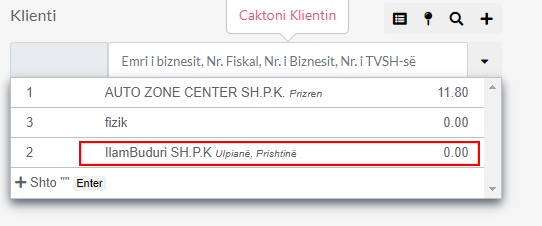 Klienti
Caktoni Klientin
Emri i biznesit, Nr. Fiskal, Nr. i Biznesit, Nr. i TVSH-së
1 AUTO ZONE CENTER SH.P.K. Prizren 11.80
3 fizik 0.00
2 IlamBuduri SH.P.K Ulpianë, Prishtinë 0.00
+ Shto "" Enter